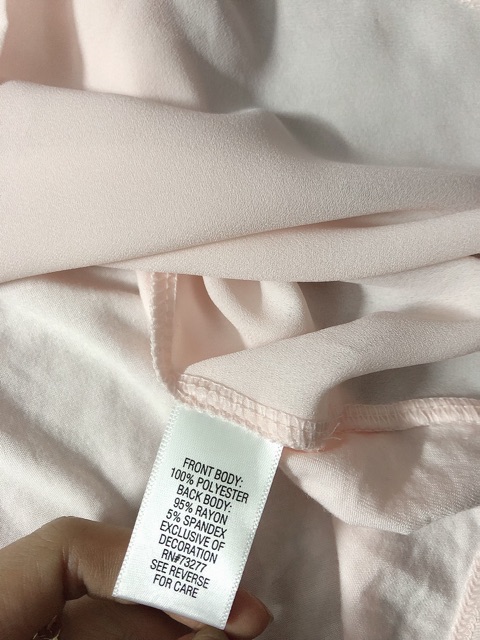 FRONT BODY:
100% POLYESTER
BACK BODY:
95% RAYON
5% SPANDEX
EXCLUSIVE OF
DECORATION
RN#73277
SEE REVERSE
FOR CARE